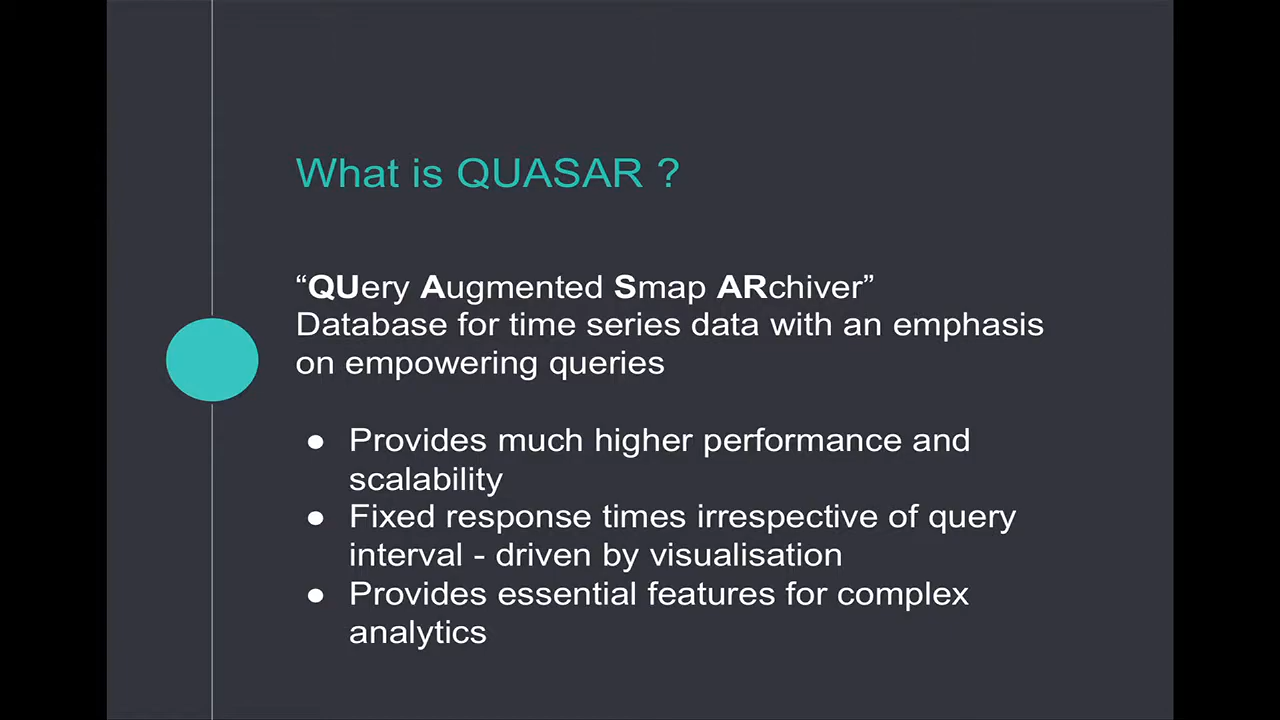 What is QUASAR ?
“QUery Augmented Smap ARchiver”
Database for time series data with an emphasis
on empowering queries
● Provides much higher performance and
scalability
● Fixed response times irrespective of query
interval - driven by visualisation
● Provides essential features for complex
analytics